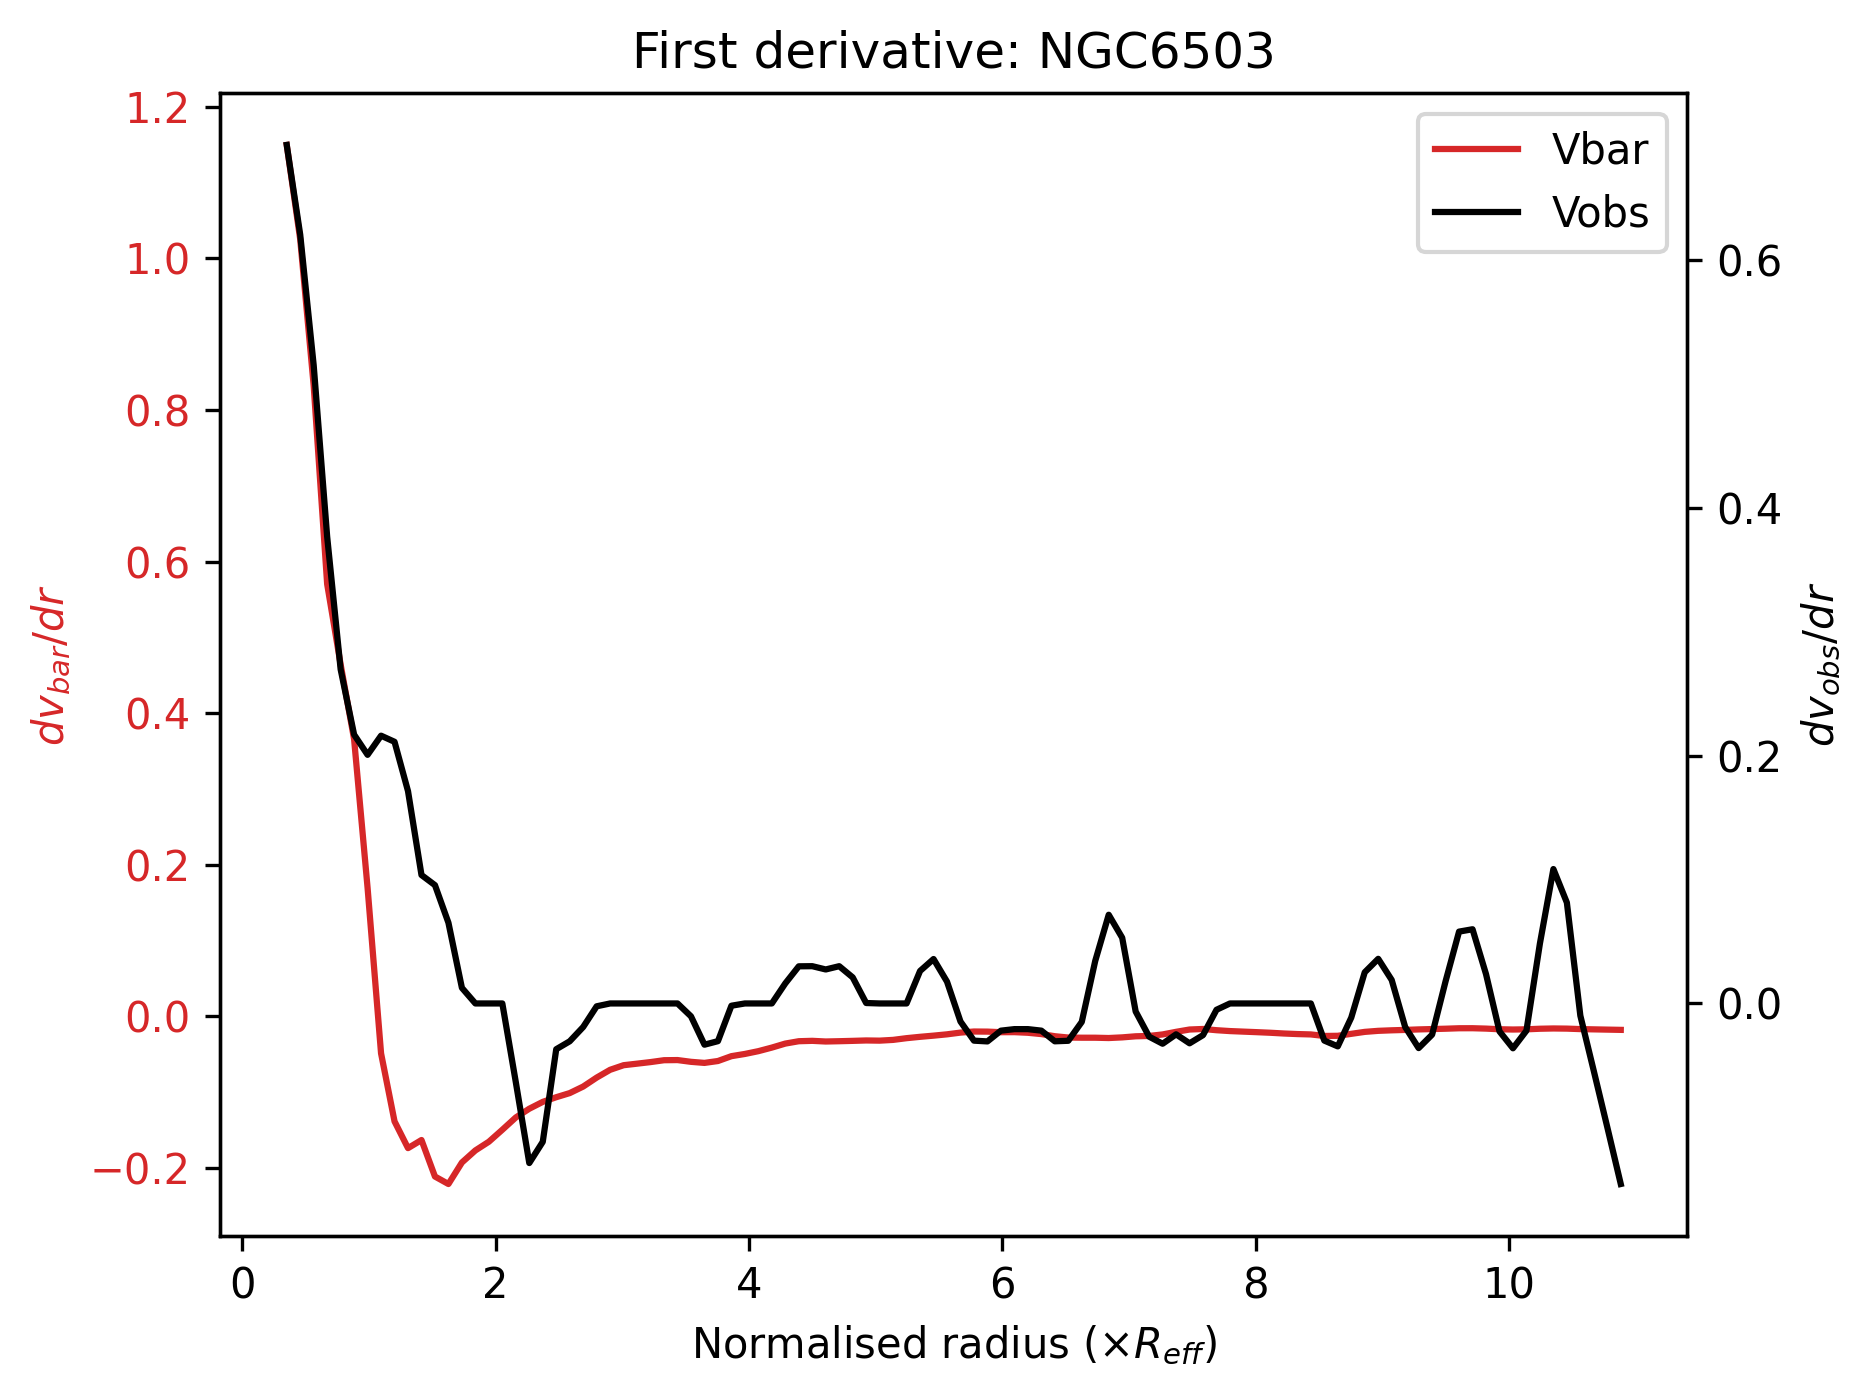 First derivative: NGC6503
1.2
1.0
0.8
0.6
0.4
0.2
0.0
−0.2
dv_bar/dr
Vbar
Vobs
0.6
0.4
0.2
0.0
dv_obs/dr
0 2 4 6 8 10
Normalised radius (×R_eff)